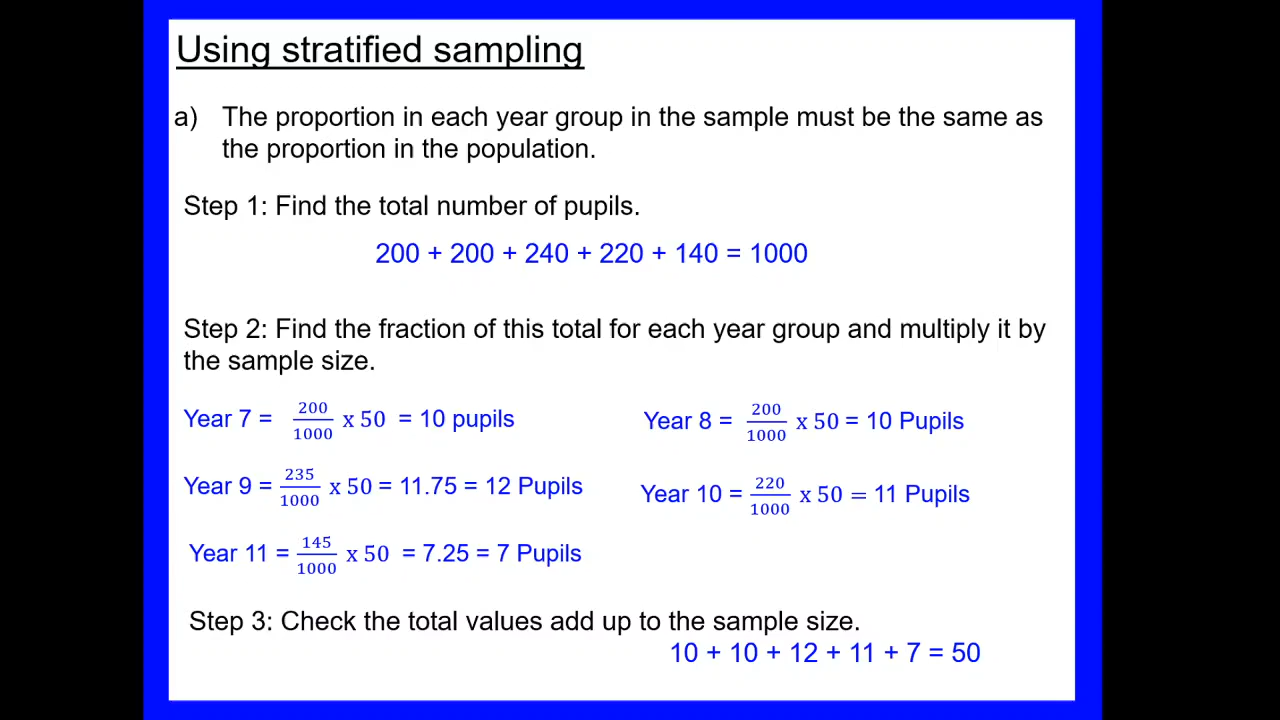 Using stratified sampling
a) The proportion in each year group in the sample must be the same as
the proportion in the population.
Step 1: Find the total number of pupils.
200 + 200 + 240 + 220 + 140 = 1000
Step 2: Find the fraction of this total for each year group and multiply it by
the sample size.
Year 7 = 200/1000 x 50 = 10 pupils
Year 8 = 200/1000 x 50 = 10 Pupils
Year 9 = 235/1000 x 50 = 11.75 = 12 Pupils
Year 10 = 220/1000 x 50 = 11 Pupils
Year 11 = 145/1000 x 50 = 7.25 = 7 Pupils
Step 3: Check the total values add up to the sample size.
10 + 10 + 12 + 11 + 7 = 50